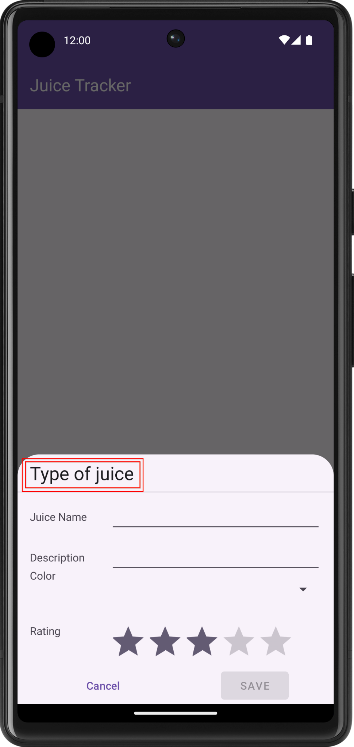 12:00
Juice Tracker
Type of juice
Juice Name
Description
Color
Rating
Cancel
SAVE